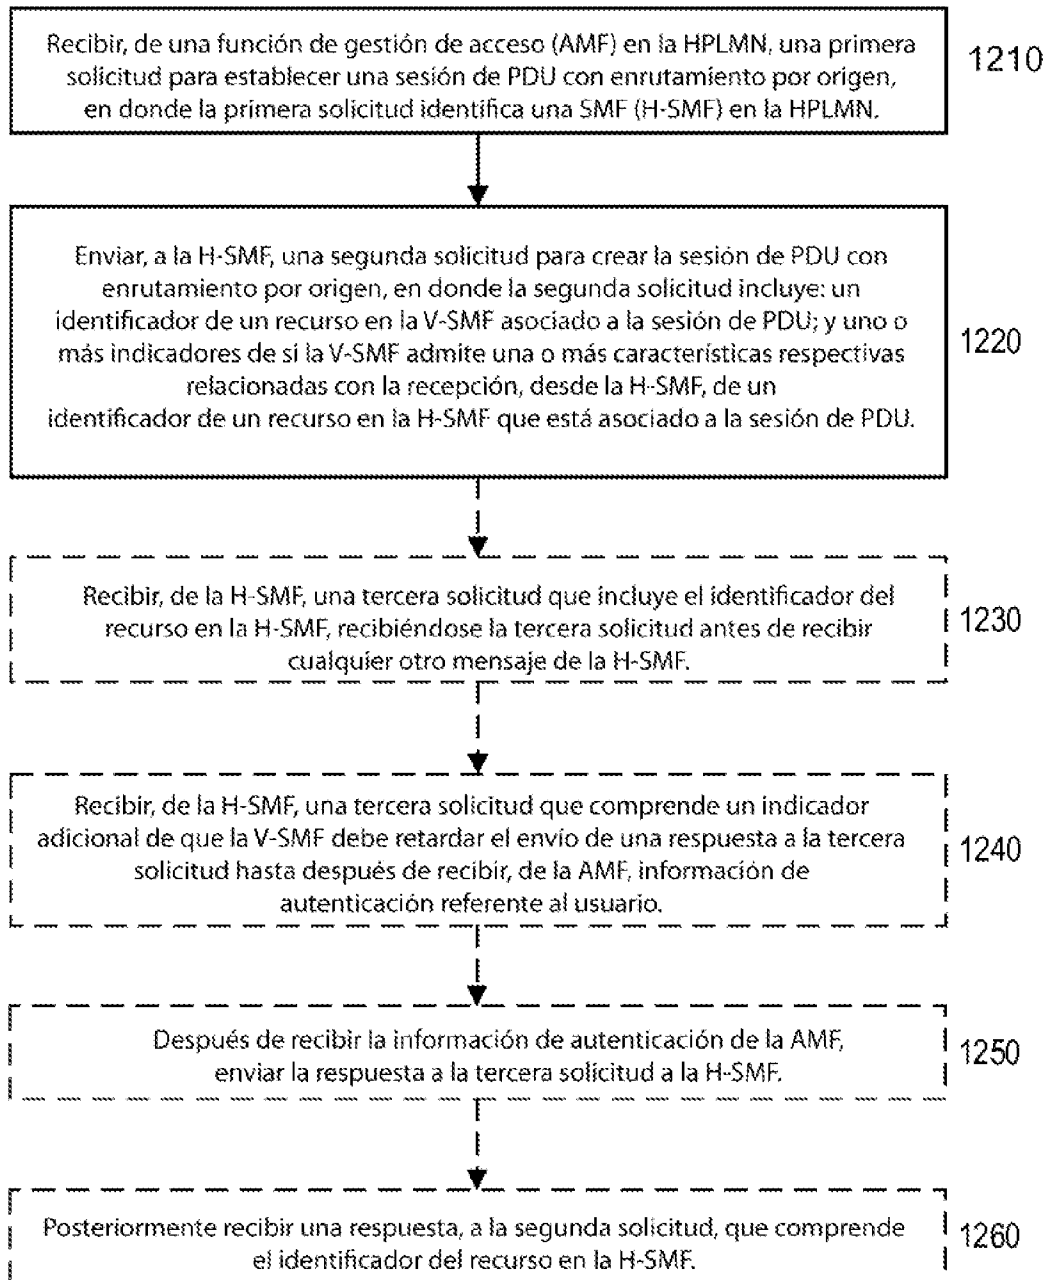 Recibir, de una función de gestión de acceso (AMF) en la HPLMN, una primera
solicitud para establecer una sesión de PDU con enrutamiento por origen,
en donde la primera solicitud identifica una SMF (H-SMF) en la HPLMN.
1210
Enviar, a la H-SMF, una segunda solicitud para crear la sesión de PDU con
enrutamiento por origen, en donde la segunda solicitud incluye: un
identificador de un recurso en la V-SMF asociado a la sesión de PDU; y uno o
más indicadores de si la V-SMF admite una o más características respectivas
relacionadas con la recepción, desde la H-SMF, de un
identificador de un recurso en la H-SMF que está asociado a la sesión de PDU.
1220
Recibir, de la H-SMF, una tercera solicitud que incluye el identificador del
recurso en la H-SMF, recibiéndose la tercera solicitud antes de recibir
cualquier otro mensaje de la H-SMF.
1230
Recibir, de la H-SMF, una tercera solicitud que comprende un indicador
adicional de que la V-SMF debe retardar el envío de una respuesta a la tercera
solicitud hasta después de recibir, de la AMF, información de
autenticación referente al usuario.
1240
Después de recibir la información de autenticación de la AMF,
enviar la respuesta a la tercera solicitud a la H-SMF.
1250
Posteriormente recibir una respuesta, a la segunda solicitud, que comprende
el identificador del recurso en la H-SMF.
1260